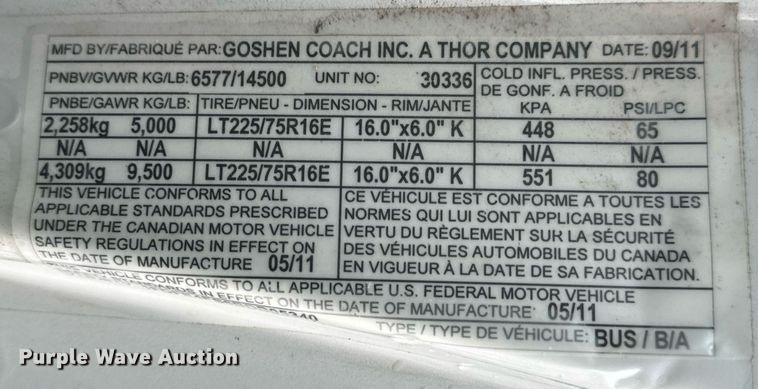 MFD BY/FABRIQUÉ PAR: GOSHEN COACH INC. A THOR COMPANY DATE: 09/11
PNBV/GVWR KG/LB: 6577/14500 UNIT NO: 30336
COLD INFL. PRESS. / PRESS. DE GONF. A FROID
PNBE/GAWR KG/LB: TIRE/PNEU - DIMENSION - RIM/JANTE KPA PSI/LPC
2,258kg 5,000 LT225/75R16E 16.0"x6.0" K 448 65
N/A N/A N/A N/A N/A N/A
4,309kg 9,500 LT225/75R16E 16.0"x6.0" K 551 80
THIS VEHICLE CONFORMS TO ALL
APPLICABLE STANDARDS PRESCRIBED
UNDER THE CANADIAN MOTOR VEHICLE
SAFETY REGULATIONS IN EFFECT ON
THE DATE OF MANUFACTURE 05/11
CE VÉHICULE EST CONFORME A TOUTES LES
NORMES QUI LUI SONT APPLICABLES EN
VERTU DU RÈGLEMENT SUR LA SÉCURITÉ
DES VÉHICULES AUTOMOBILES DU CANADA
EN VIGUEUR À LA DATE DE SA FABRICATION.
CONFORMS TO ALL APPLICABLE U.S. FEDERAL MOTOR VEHICLE
IN EFFECT ON THE DATE OF MANUFACTURE 05/11
TYPE / TYPE DE VÉHICULE: BUS / B/A
Purple Wave Auction